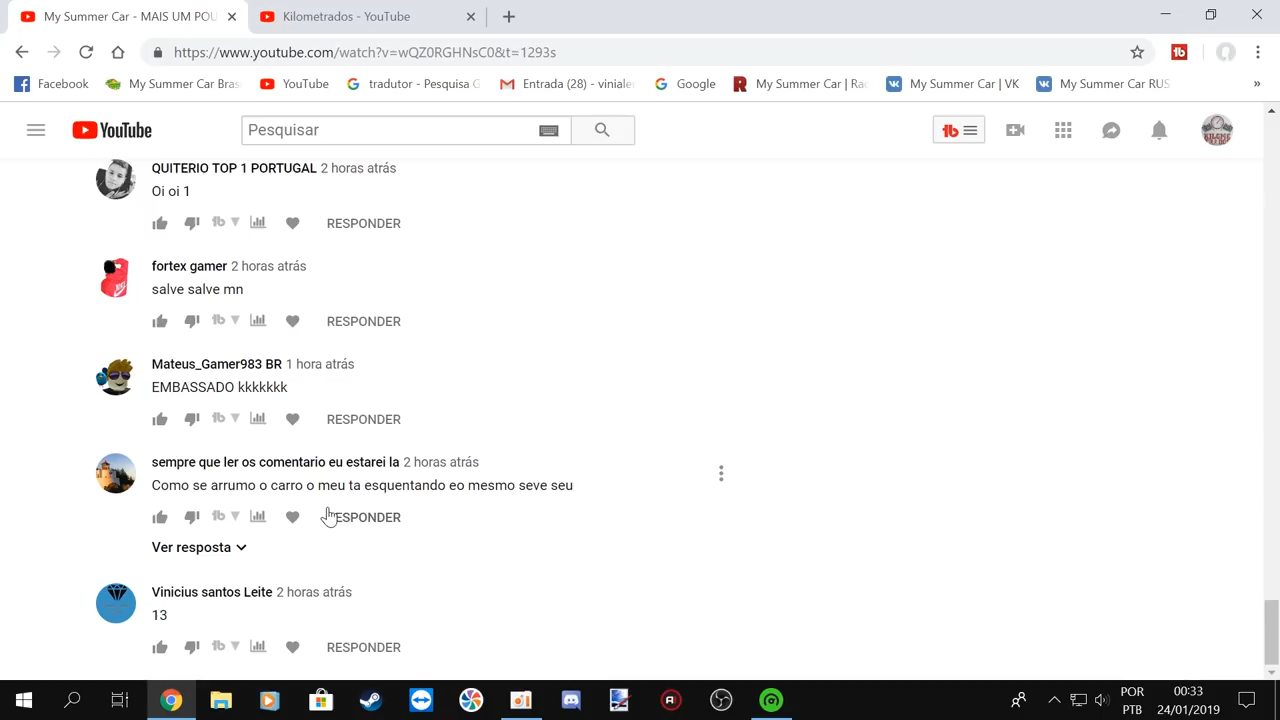 My Summer Car - MAIS UM POU
Kilometrados - YouTube
https://www.youtube.com/watch?v=wQZ0RGHNsC0&t=1293s
Facebook
My Summer Car Bras
YouTube
tradutor - Pesquisa G
Entrada (28) - vinialer
Google
My Summer Car | Rac
My Summer Car | VK
My Summer Car RUS
»
YouTube
Pesquisar
QUITERIO TOP 1 PORTUGAL 2 horas atrás
Oi oi 1
RESPONDER
fortex gamer 2 horas atrás
salve salve mn
RESPONDER
Mateus_Gamer983 BR 1 hora atrás
EMBASSADO kkkkkkk
RESPONDER
sempre que ler os comentario eu estarei la 2 horas atrás
Como se arrumo o carro o meu ta esquentando eo mesmo seve seu
RESPONDER
Ver resposta
Vinicius santos Leite 2 horas atrás
13
RESPONDER
POR
PTB
00:33
24/01/2019